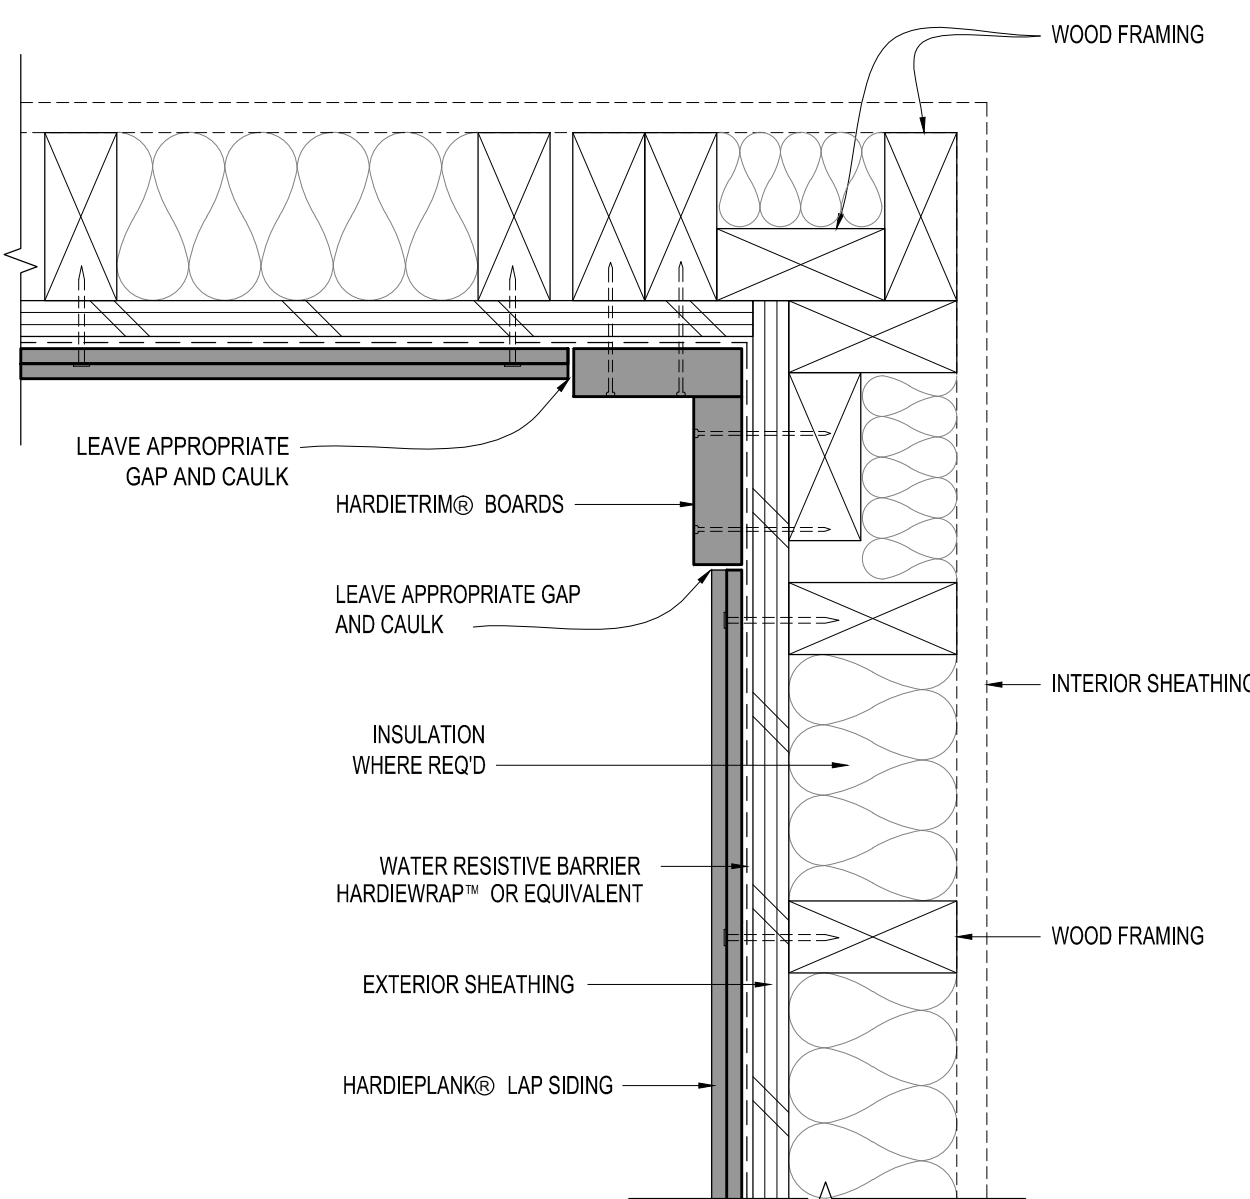 WOOD FRAMING
LEAVE APPROPRIATE
GAP AND CAULK
HARDIETRIM® BOARDS
LEAVE APPROPRIATE GAP
AND CAULK
INTERIOR SHEATHING
INSULATION
WHERE REQ'D
WATER RESISTIVE BARRIER
HARDIEWRAP™ OR EQUIVALENT
WOOD FRAMING
EXTERIOR SHEATHING
HARDIEPLANK® LAP SIDING